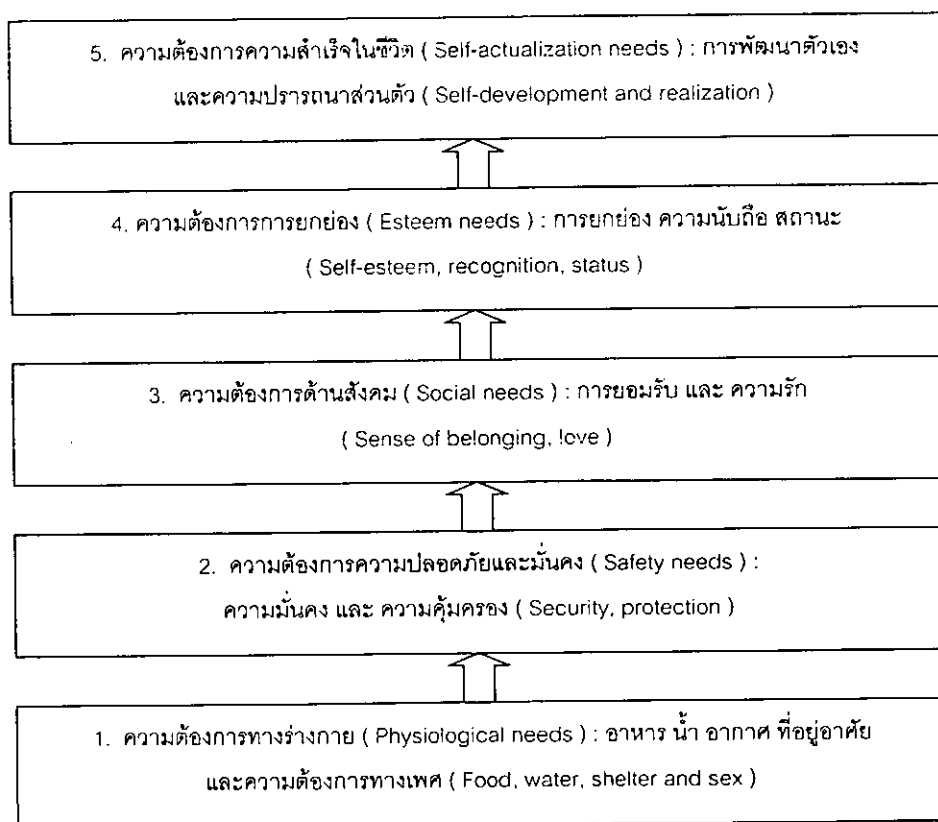 5. ความต้องการความสำเร็จในชีวิต ( Self-actualization needs ) : การพัฒนาตัวเอง
และความปรารถนาส่วนตัว ( Self-development and realization )
4. ความต้องการการยกย่อง ( Esteem needs ) : การยกย่อง ความนับถือ สถานะ
( Self-esteem, recognition, status )
3. ความต้องการด้านสังคม ( Social needs ) : การยอมรับ และ ความรัก
( Sense of belonging, love )
2. ความต้องการความปลอดภัยและมั่นคง ( Safety needs ) :
ความมั่นคง และ ความคุ้มครอง ( Security, protection )
1. ความต้องการทางร่างกาย ( Physiological needs ) : อาหาร น้ำ อากาศ ที่อยู่อาศัย
และความต้องการทางเพศ ( Food, water, shelter and sex )